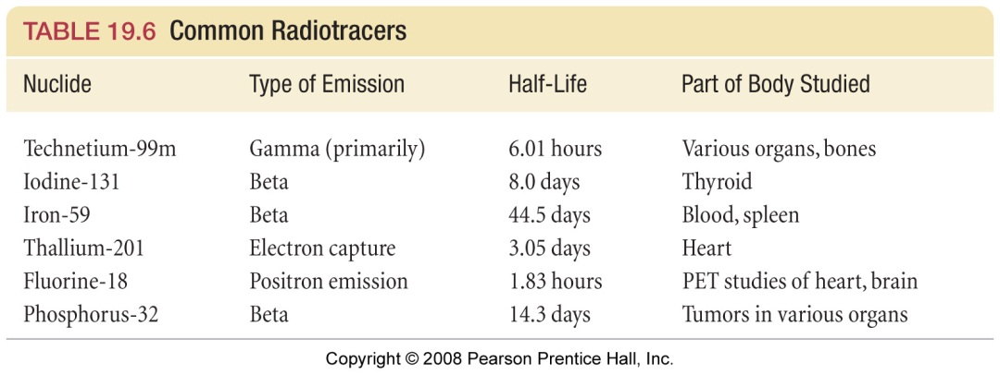 TABLE 19.6 Common Radiotracers
Nuclide Type of Emission Half-Life Part of Body Studied
Technetium-99m Gamma (primarily) 6.01 hours Various organs, bones
Iodine-131 Beta 8.0 days Thyroid
Iron-59 Beta 44.5 days Blood, spleen
Thallium-201 Electron capture 3.05 days Heart
Fluorine-18 Positron emission 1.83 hours PET studies of heart, brain
Phosphorus-32 Beta 14.3 days Tumors in various organs
Copyright © 2008 Pearson Prentice Hall, Inc.